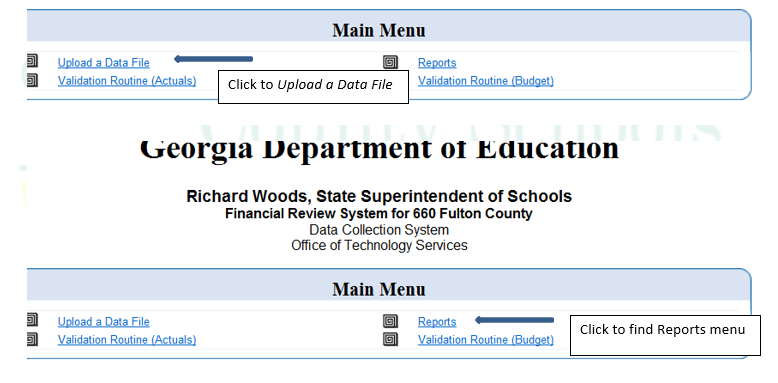 Main Menu
Upload a Data File
Reports
Validation Routine (Actuals)
Click to Upload a Data File
Validation Routine (Budget)
County Schools
Georgia Department of Education
Richard Woods, State Superintendent of Schools
Financial Review System for 660 Fulton County
Data Collection System
Office of Technology Services
Main Menu
Upload a Data File
Reports
Click to find Reports menu
Validation Routine (Actuals)
Validation Routine (Budget)